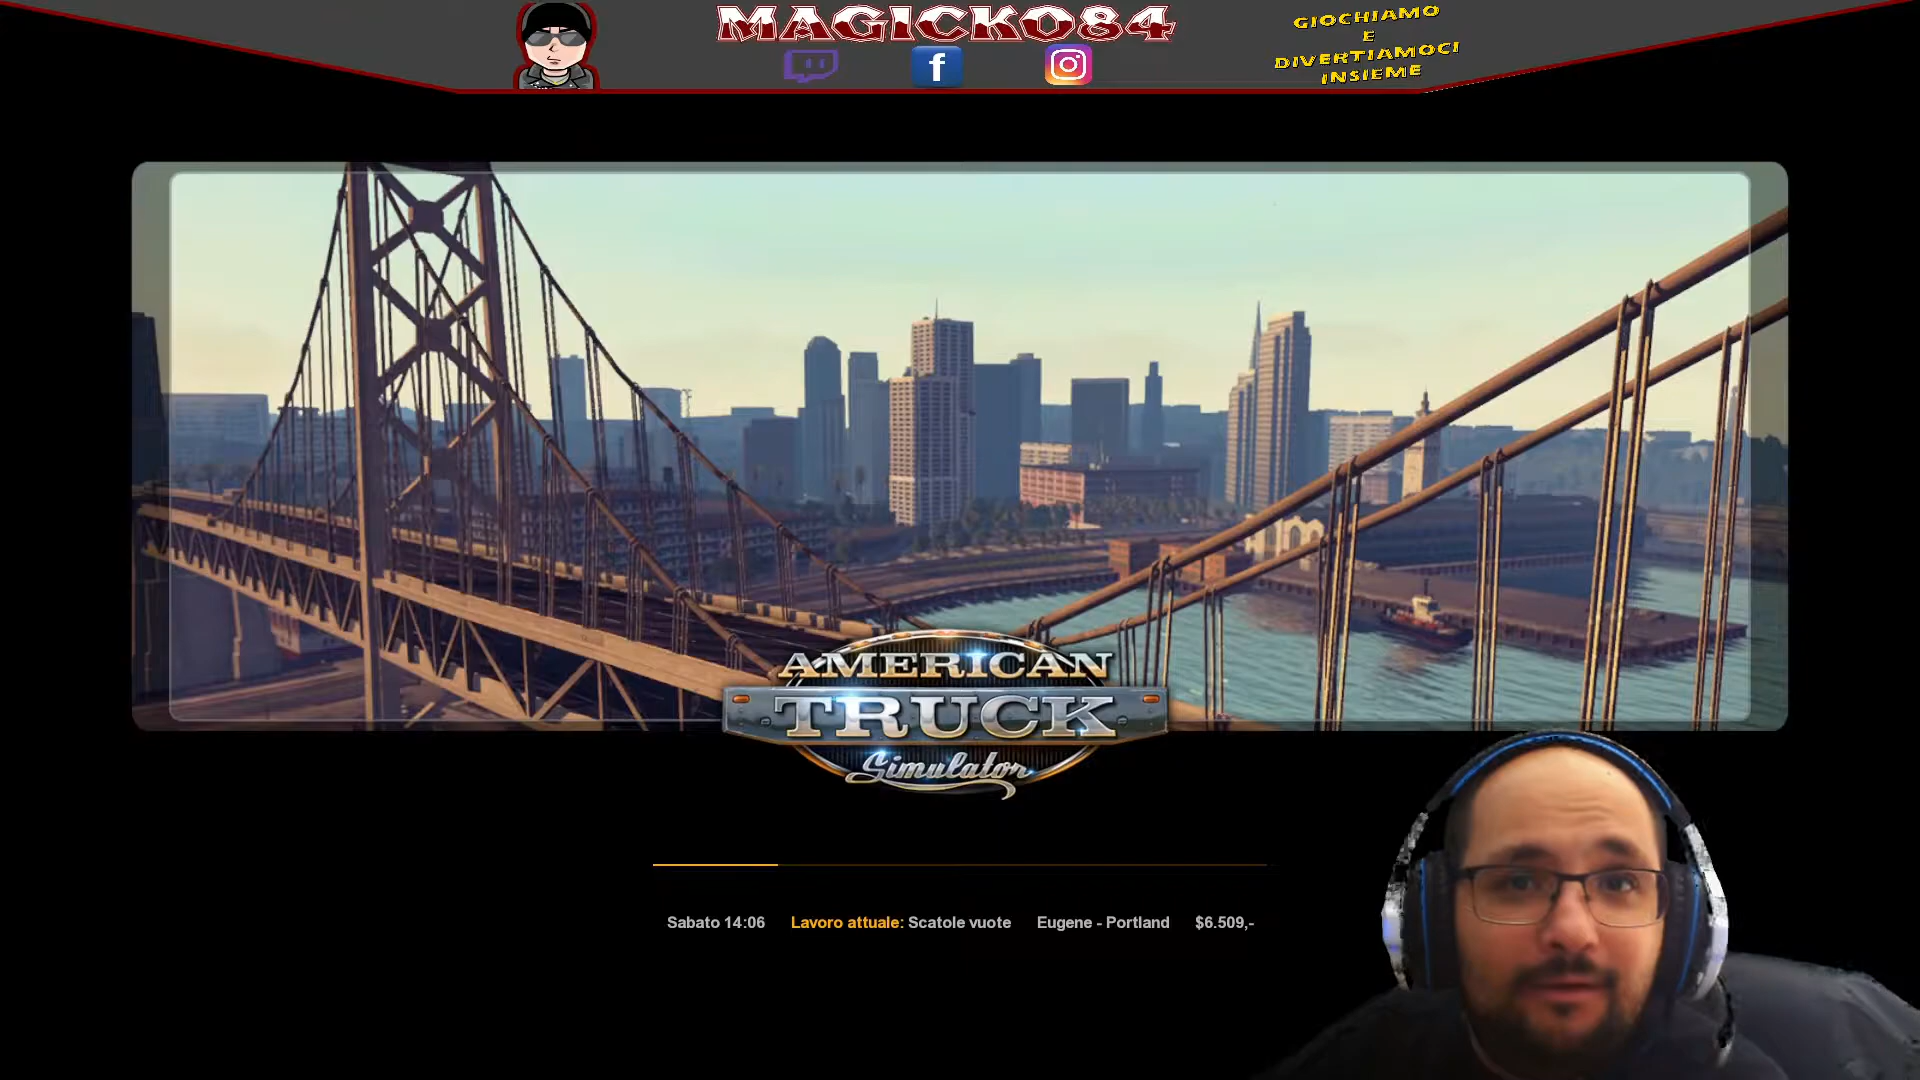 MAGICKO84
GIOCHIAMO
E
DIVERTIAMOCI
INSIEME
AMERICAN
TRUCK
Simulator
Sabato 14:06 Lavoro attuale: Scatole vuote Eugene - Portland $6.509,-